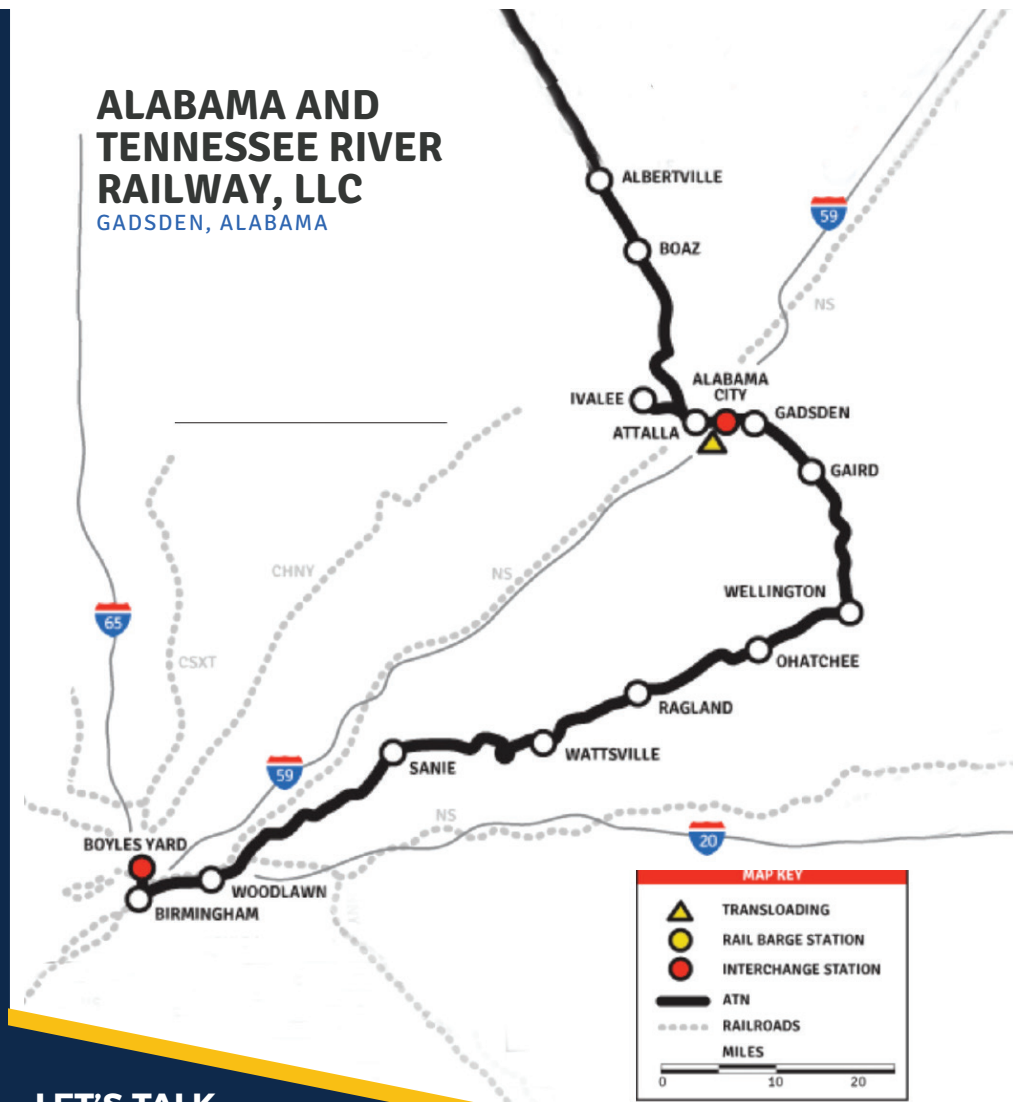 ALABAMA AND
TENNESSEE RIVER
RAILWAY, LLC
GADSDEN, ALABAMA
ALBERTVILLE
59
BOAZ
NS
ALABAMA
CITY
IVALEE
GADSDEN
ATTALLA
GAIRD
CHNY
NS
WELLINGTON
65
OHATCHEE
CSXT
RAGLAND
WATTSVILLE
SANIE
59
NS
20
BOYLES YARD
WOODLAWN
BIRMINGHAM
MAP KEY
TRANSLOADING
RAIL BARGE STATION
INTERCHANGE STATION
ATN
RAILROADS
MILES
0 10 20
LET'S TALK